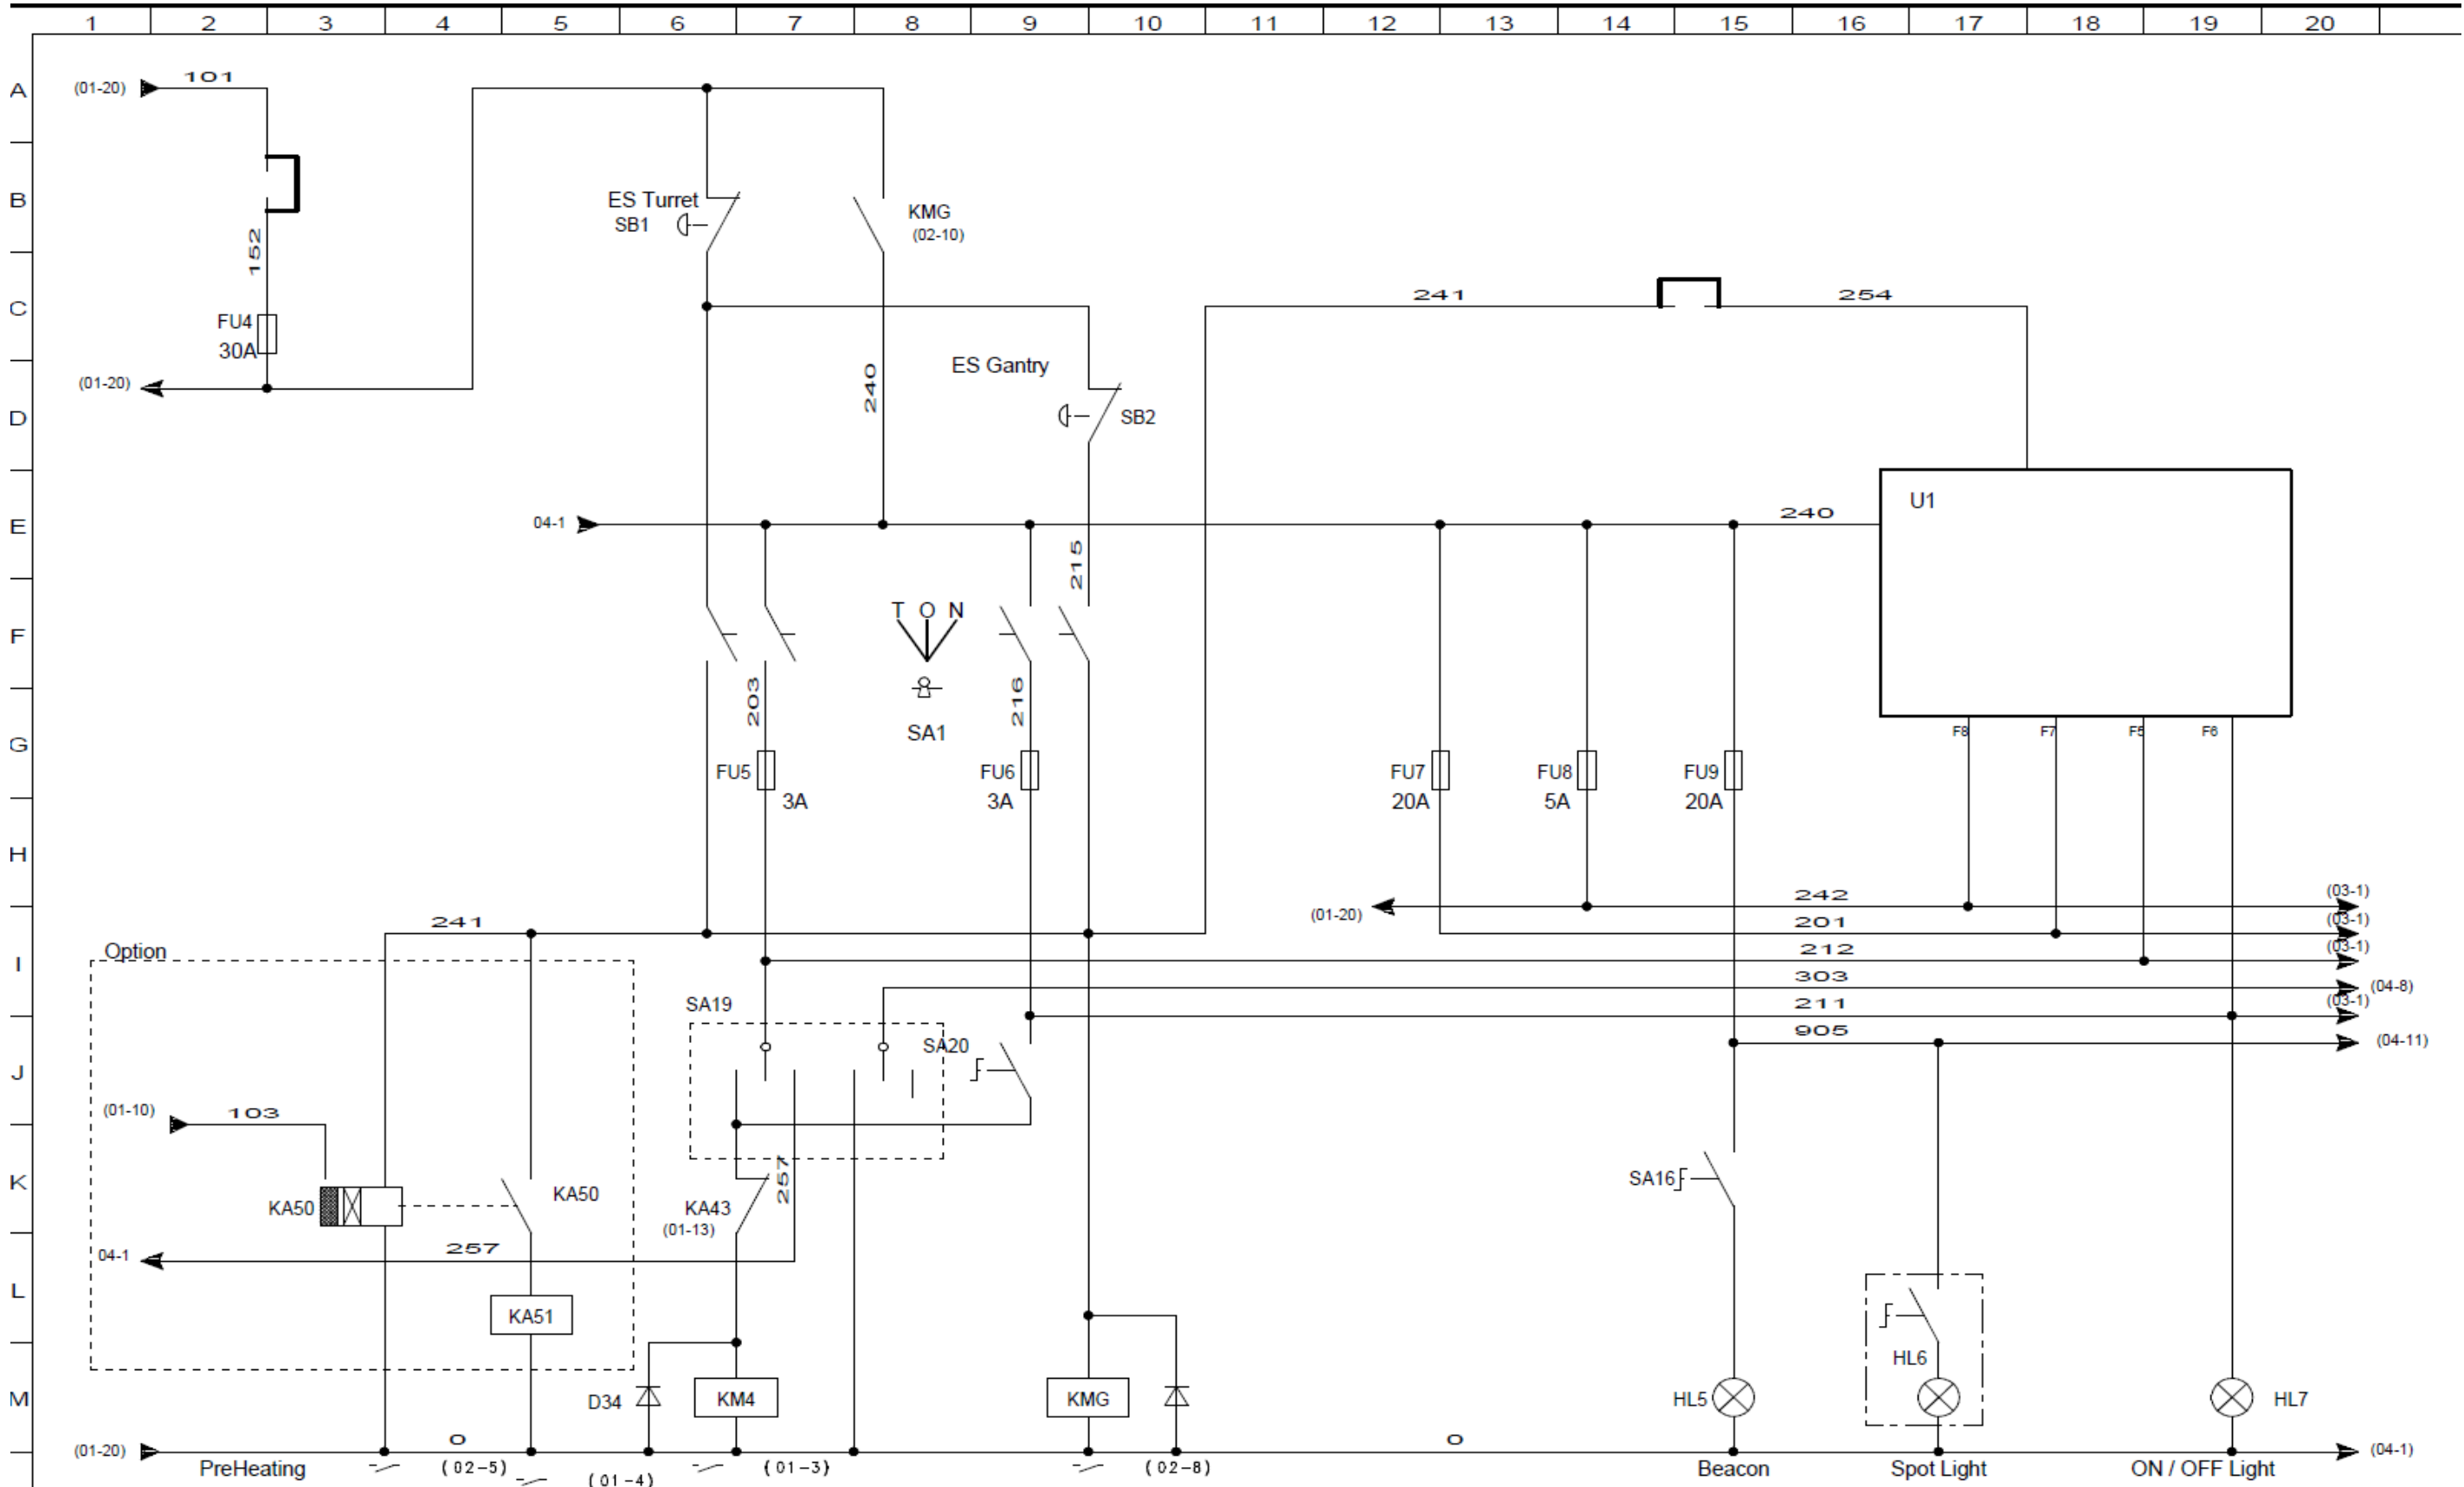 1 2 3 4 5 6 7 8 9 10 11 12 13 14 15 16 17 18 19 20
A
(01-20)
101
B
ES Turret
SB1
KMG
(02-10)
152
C
241
254
FU4
30A
(01-20)
ES Gantry
240
D
SB2
U1
E
04-1
240
215
T O N
F
203
216
SA1
G
F8
F7
F5
F6
FU5
3A
FU6
3A
FU7
20A
FU8
5A
FU9
20A
H
242
(03-1)
(01-20)
201
(03-1)
241
212
(03-1)
Option
I
303
(04-8)
SA19
211
(03-1)
905
(04-11)
SA20
J
(01-10)
103
K
257
SA16
KA50
KA50
KA43
(01-13)
04-1
257
L
KA51
HL6
M
D34
KM4
KMG
HL5
HL7
(01-20)
0
0
(04-1)
PreHeating
(02-5)
(01-4)
(01-3)
(02-8)
Beacon
Spot Light
ON / OFF Light